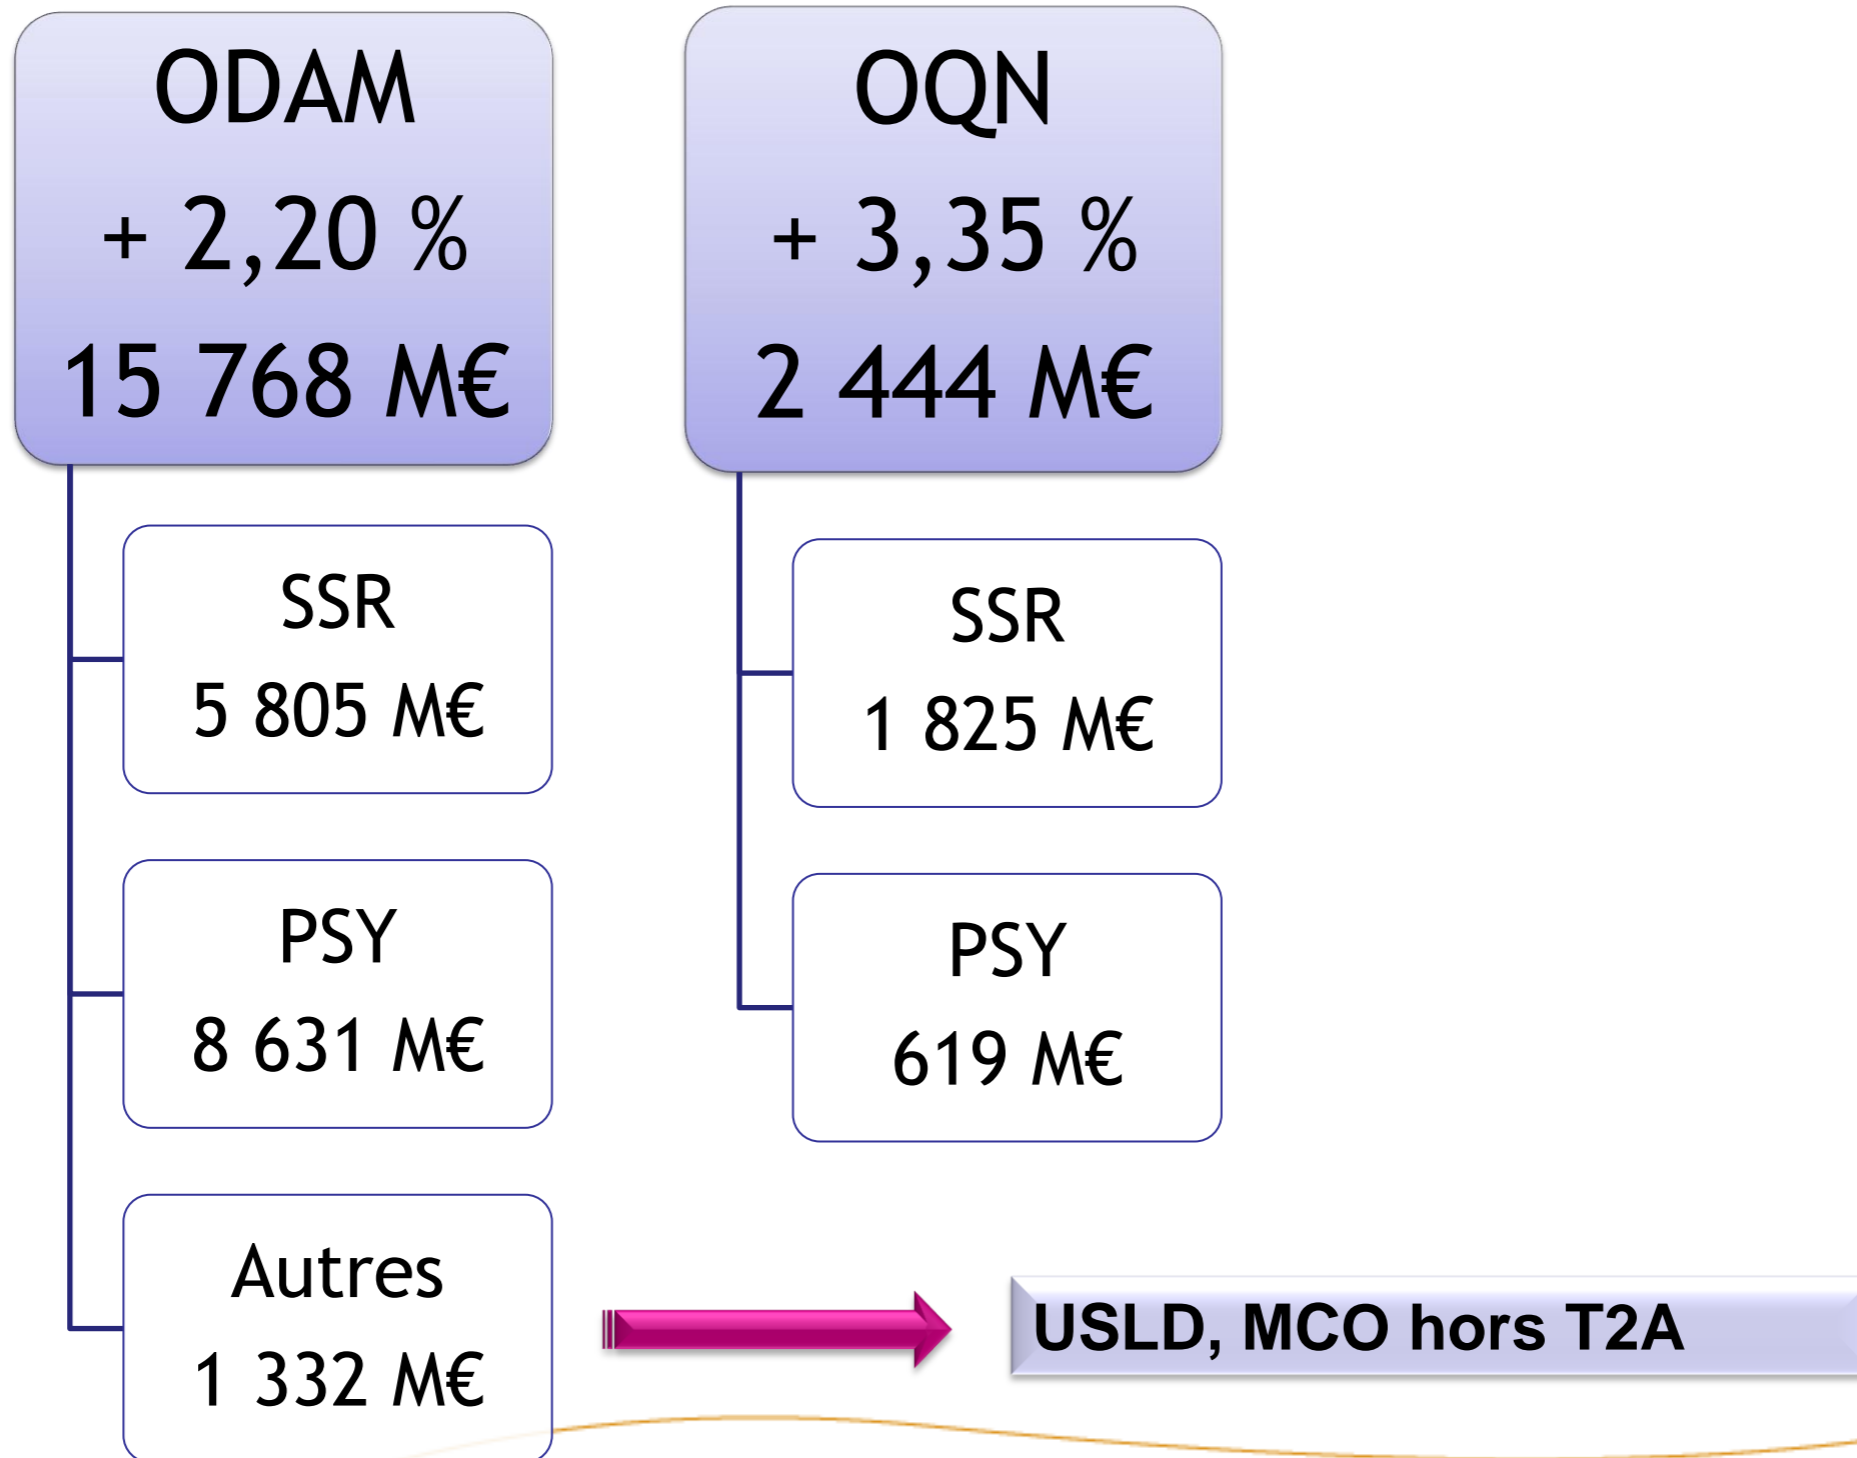 ODAM
+ 2,20 %
15 768 M€
SSR
5 805 M€
PSY
8 631 M€
Autres
1 332 M€
OQN
+ 3,35 %
2 444 M€
SSR
1 825 M€
PSY
619 M€
USLD, MCO hors T2A